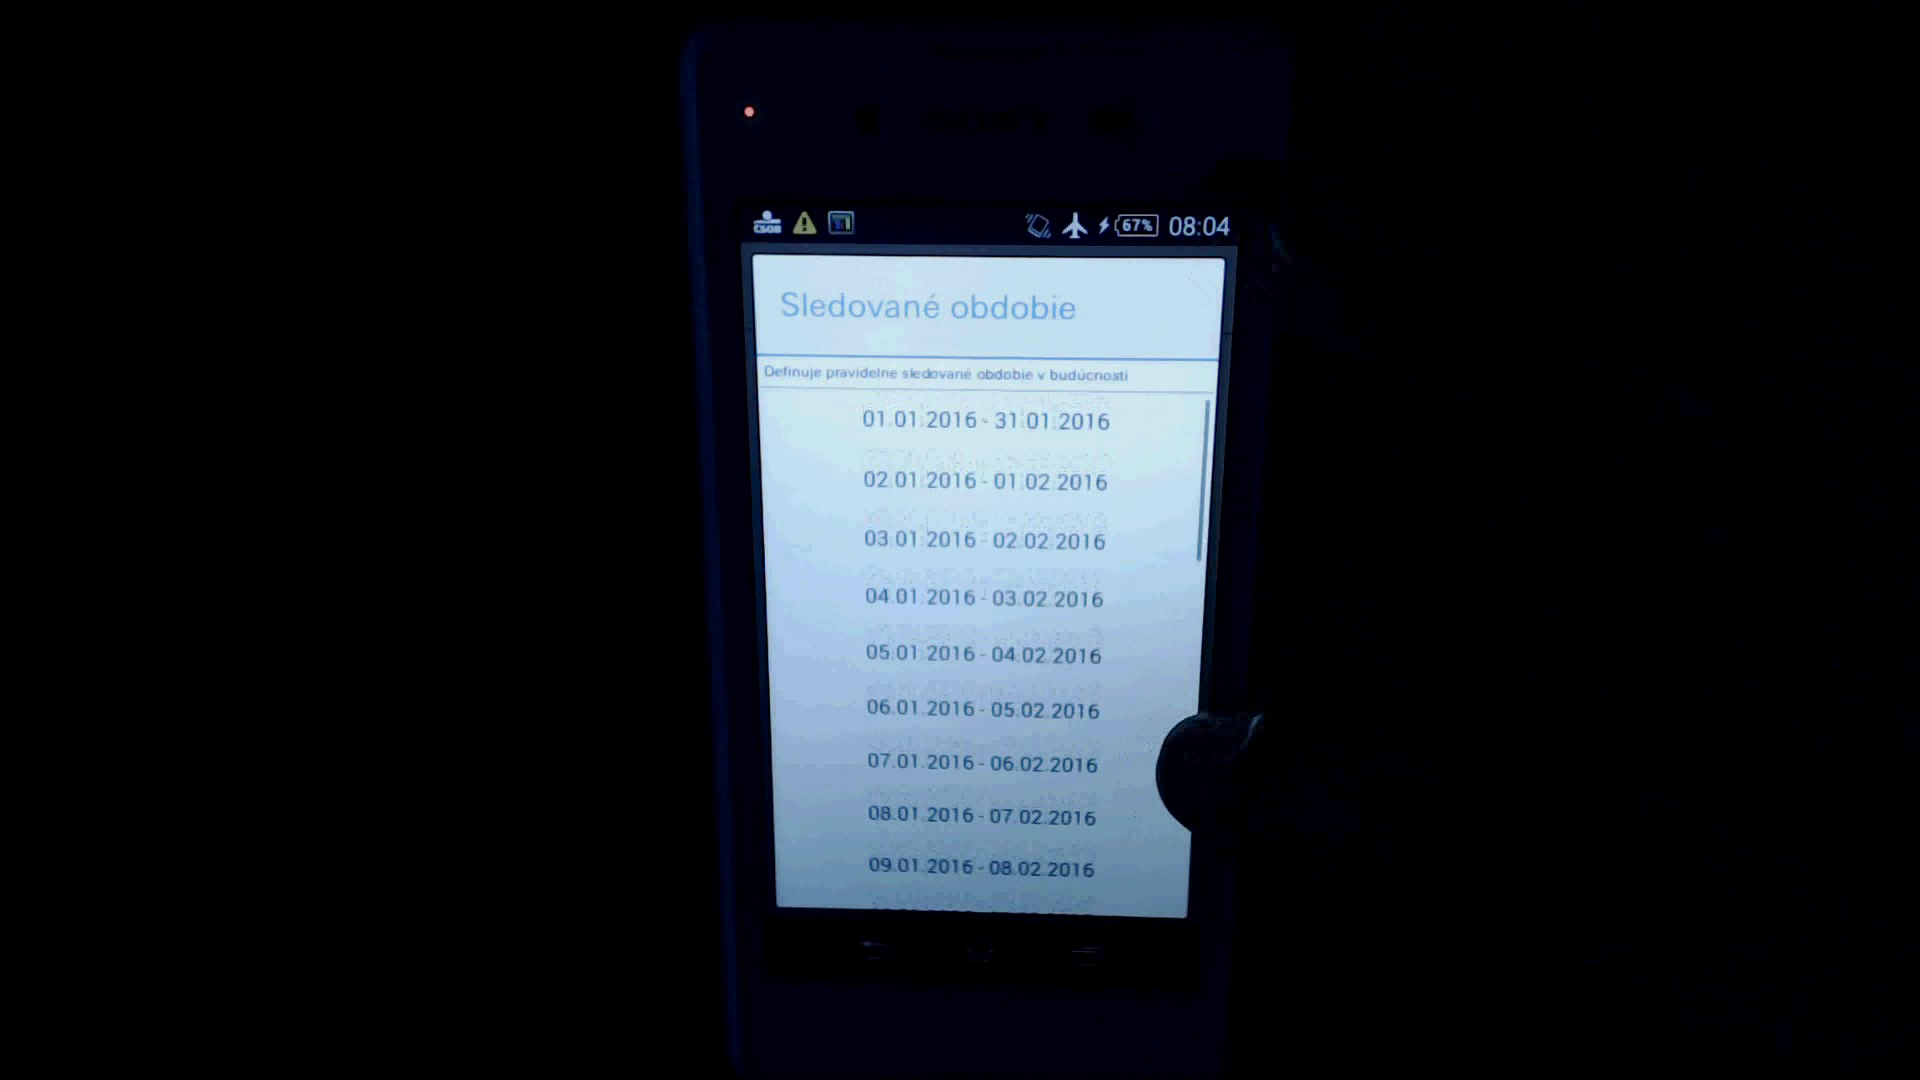 ČSOB
67% 08:04
Sledované obdobie
Definuje pravidelne sledované obdobie v budúcnosti
01.01.2016 - 31.01.2016
02.01.2016 - 01.02.2016
03.01.2016 - 02.02.2016
04.01.2016 - 03.02.2016
05.01.2016 - 04.02.2016
06.01.2016 - 05.02.2016
07.01.2016 - 06.02.2016
08.01.2016 - 07.02.2016
09.01.2016 - 08.02.2016